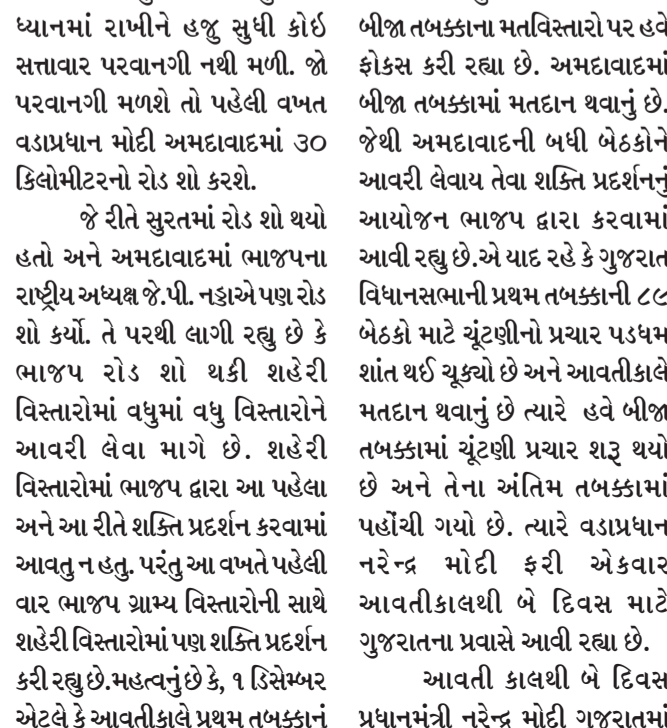 ધ્યાનમાં રાખીને હજુ સુધી કોઇ
સત્તાવાર પરવાનગી નથી મળી. જો
પરવાનગી મળશે તો પહેલી વખત
વડાપ્રધાન મોદી અમદાવાદમાં ૩૦
કિલોમીટરનો રોડ શો કરશે.
જે રીતે સુરતમાં રોડ શો થયો
હતો અને અમદાવાદમાં ભાજપના
રાષ્ટ્રીય અધ્યક્ષ જે.પી. નડ્ડાએ પણ રોડ
શો કર્યો. તે પરથી લાગી રહ્યુ છે કે
ભાજપ રોડ શો થકી શહેરી
વિસ્તારોમાં વધુમાં વધુ વિસ્તારોને
આવરી લેવા માગે છે. શહેરી
વિસ્તારોમાં ભાજપ દ્વારા આ પહેલા
અને આ રીતે શક્તિ પ્રદર્શન કરવામાં
આવતુ ન હતુ. પરંતુ આ વખતે પહેલી
વાર ભાજપ ગ્રામ્ય વિસ્તારોની સાથે
શહેરી વિસ્તારોમાં પણ શક્તિ પ્રદર્શન
કરી રહ્યુ છે.મહત્વનું છે કે, ૧ ડિસેમ્બર
એટલે કે આવતીકાલે પ્રથમ તબક્કાનં
બીજા તબક્કાના મતવિસ્તારો પર હવે
ફોકસ કરી રહ્યા છે. અમદાવાદમાં
બીજા તબક્કામાં મતદાન થવાનું છે.
જેથી અમદાવાદની બધી બેઠકોને
આવરી લેવાય તેવા શક્તિ પ્રદર્શનનું
આયોજન ભાજપ દ્વારા કરવામાં
આવી રહ્યુ છે.એ યાદ રહે કે ગુજરાત
વિધાનસભાની પ્રથમ તબક્કાની ૮૯
બેઠકો માટે ચૂંટણીનો પ્રચાર પડઘમ
શાંત થઈ ચૂક્યો છે અને આવતીકાલે
મતદાન થવાનું છે ત્યારે હવે બીજા
તબક્કામાં ચૂંટણી પ્રચાર શરૂ થયો
છે અને તેના અંતિમ તબક્કામાં
પહોંચી ગયો છે. ત્યારે વડાપ્રધાન
નરેન્દ્ર મોદી ફરી એકવાર
આવતીકાલથી બે દિવસ માટે
ગુજરાતના પ્રવાસે આવી રહ્યા છે.
આવતી કાલથી બે દિવસ
પ્રધાનમંત્રી નરેન્દ્ર મોદી ગુજરાતમાં